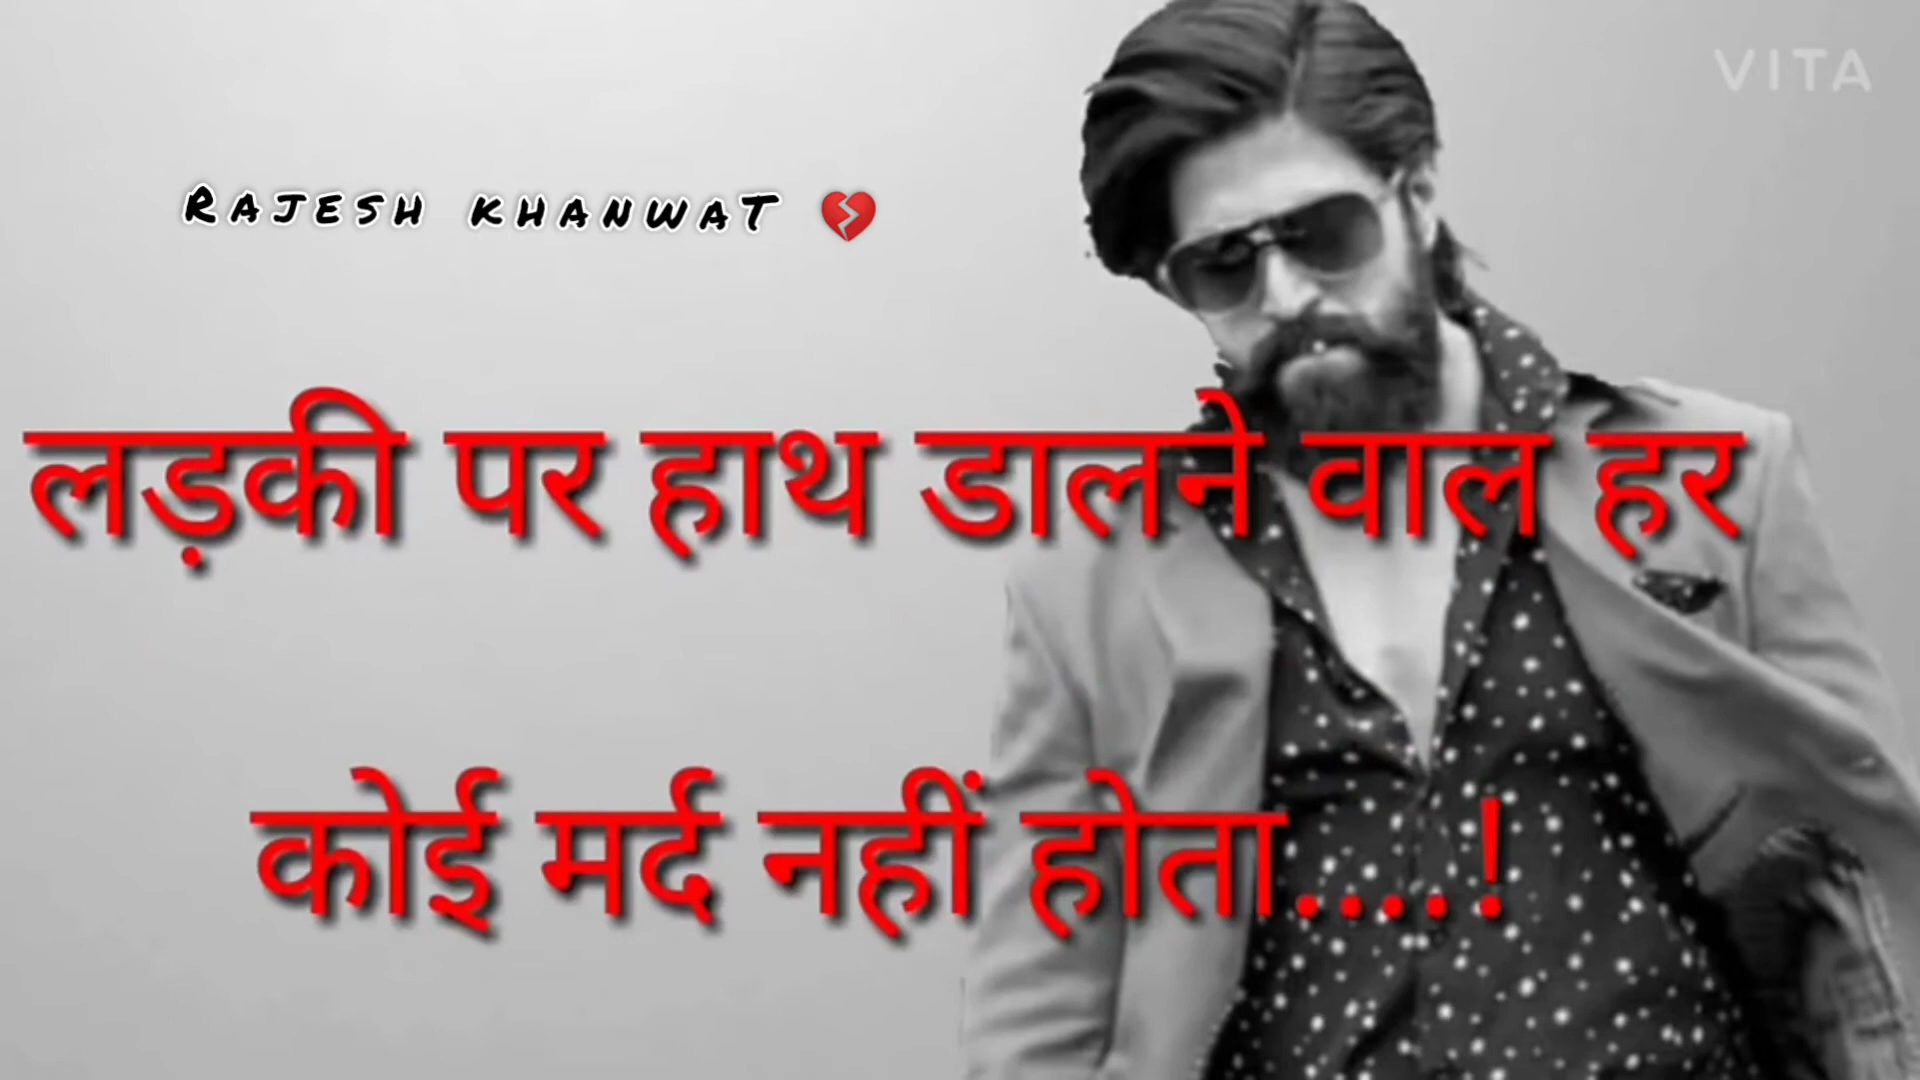 VITA
RAJESH KHANWAT 💔
लड़की पर हाथ डालने वाल हर
कोई मर्द नहीं होता....!